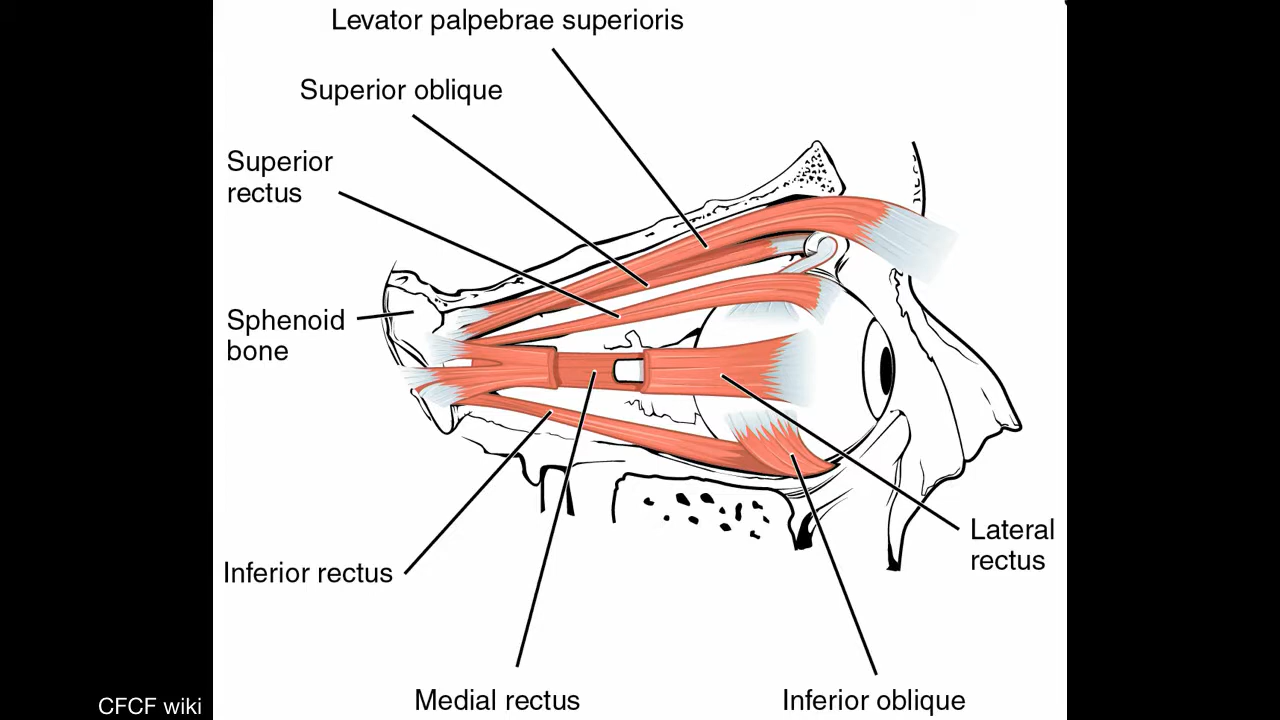 Levator palpebrae superioris
Superior oblique
Superior
rectus
Sphenoid
bone
Lateral
rectus
Inferior rectus
Medial rectus
Inferior oblique
CFCF wiki